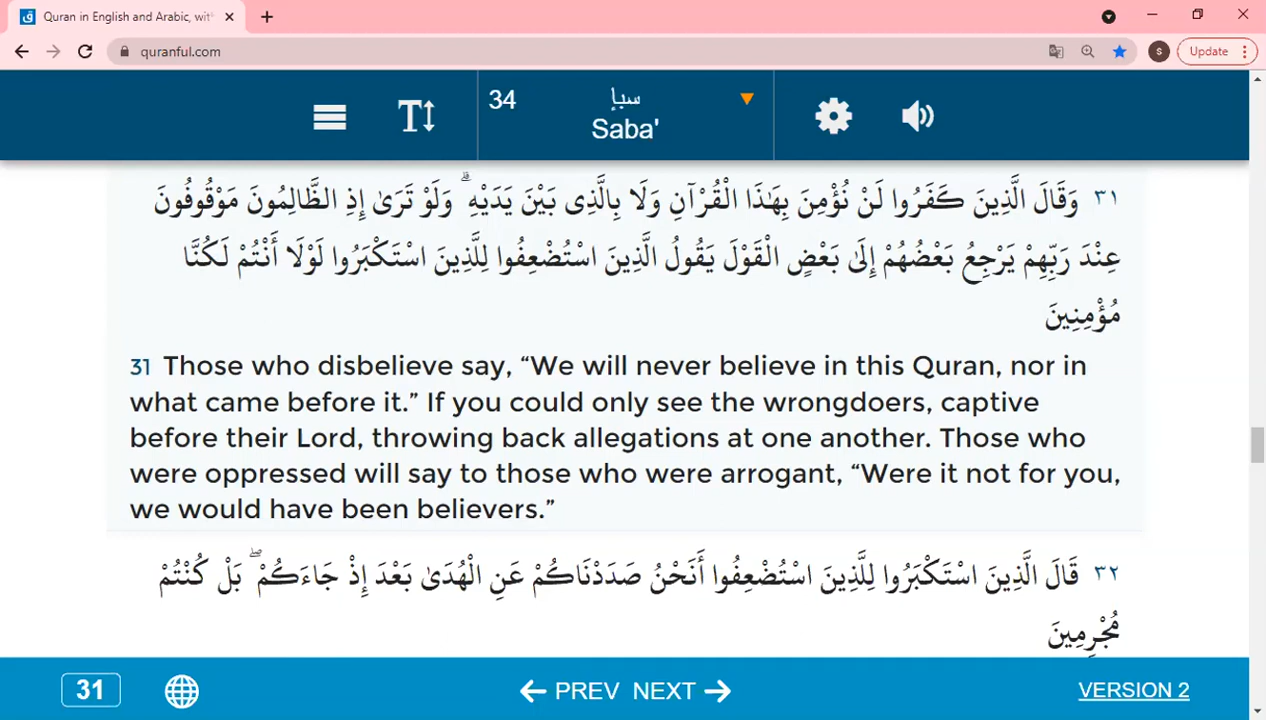 Quran in English and Arabic, wit
quranful.com
Update
34
سبإ
Saba'
٣١ وَقَالَ الَّذِينَ كَفَرُوا لَنْ نُؤْمِنَ بِهَٰذَا الْقُرْآنِ وَلَا بِالَّذِى بَيْنَ يَدَيْهِ ۗ وَلَوْ تَرَىٰ إِذِ الظَّالِمُونَ مَوْقُوفُونَ
عِنْدَ رَبِّهِمْ يَرْجِعُ بَعْضُهُمْ إِلَىٰ بَعْضٍ الْقَوْلَ يَقُولُ الَّذِينَ اسْتُضْعِفُوا لِلَّذِينَ اسْتَكْبَرُوا لَوْلَا أَنْتُمْ لَكُنَّا
مُؤْمِنِينَ
31 Those who disbelieve say, “We will never believe in this Quran, nor in
what came before it.” If you could only see the wrongdoers, captive
before their Lord, throwing back allegations at one another. Those who
were oppressed will say to those who were arrogant, “Were it not for you,
we would have been believers.”
٣٢ قَالَ الَّذِينَ اسْتَكْبَرُوا لِلَّذِينَ اسْتُضْعِفُوا أَنَحْنُ صَدَدْنَاكُمْ عَنِ الْهُدَىٰ بَعْدَ إِذْ جَاءَكُمْ ۖ بَلْ كُنْتُمْ
مُجْرِمِينَ
31
PREV NEXT
VERSION 2